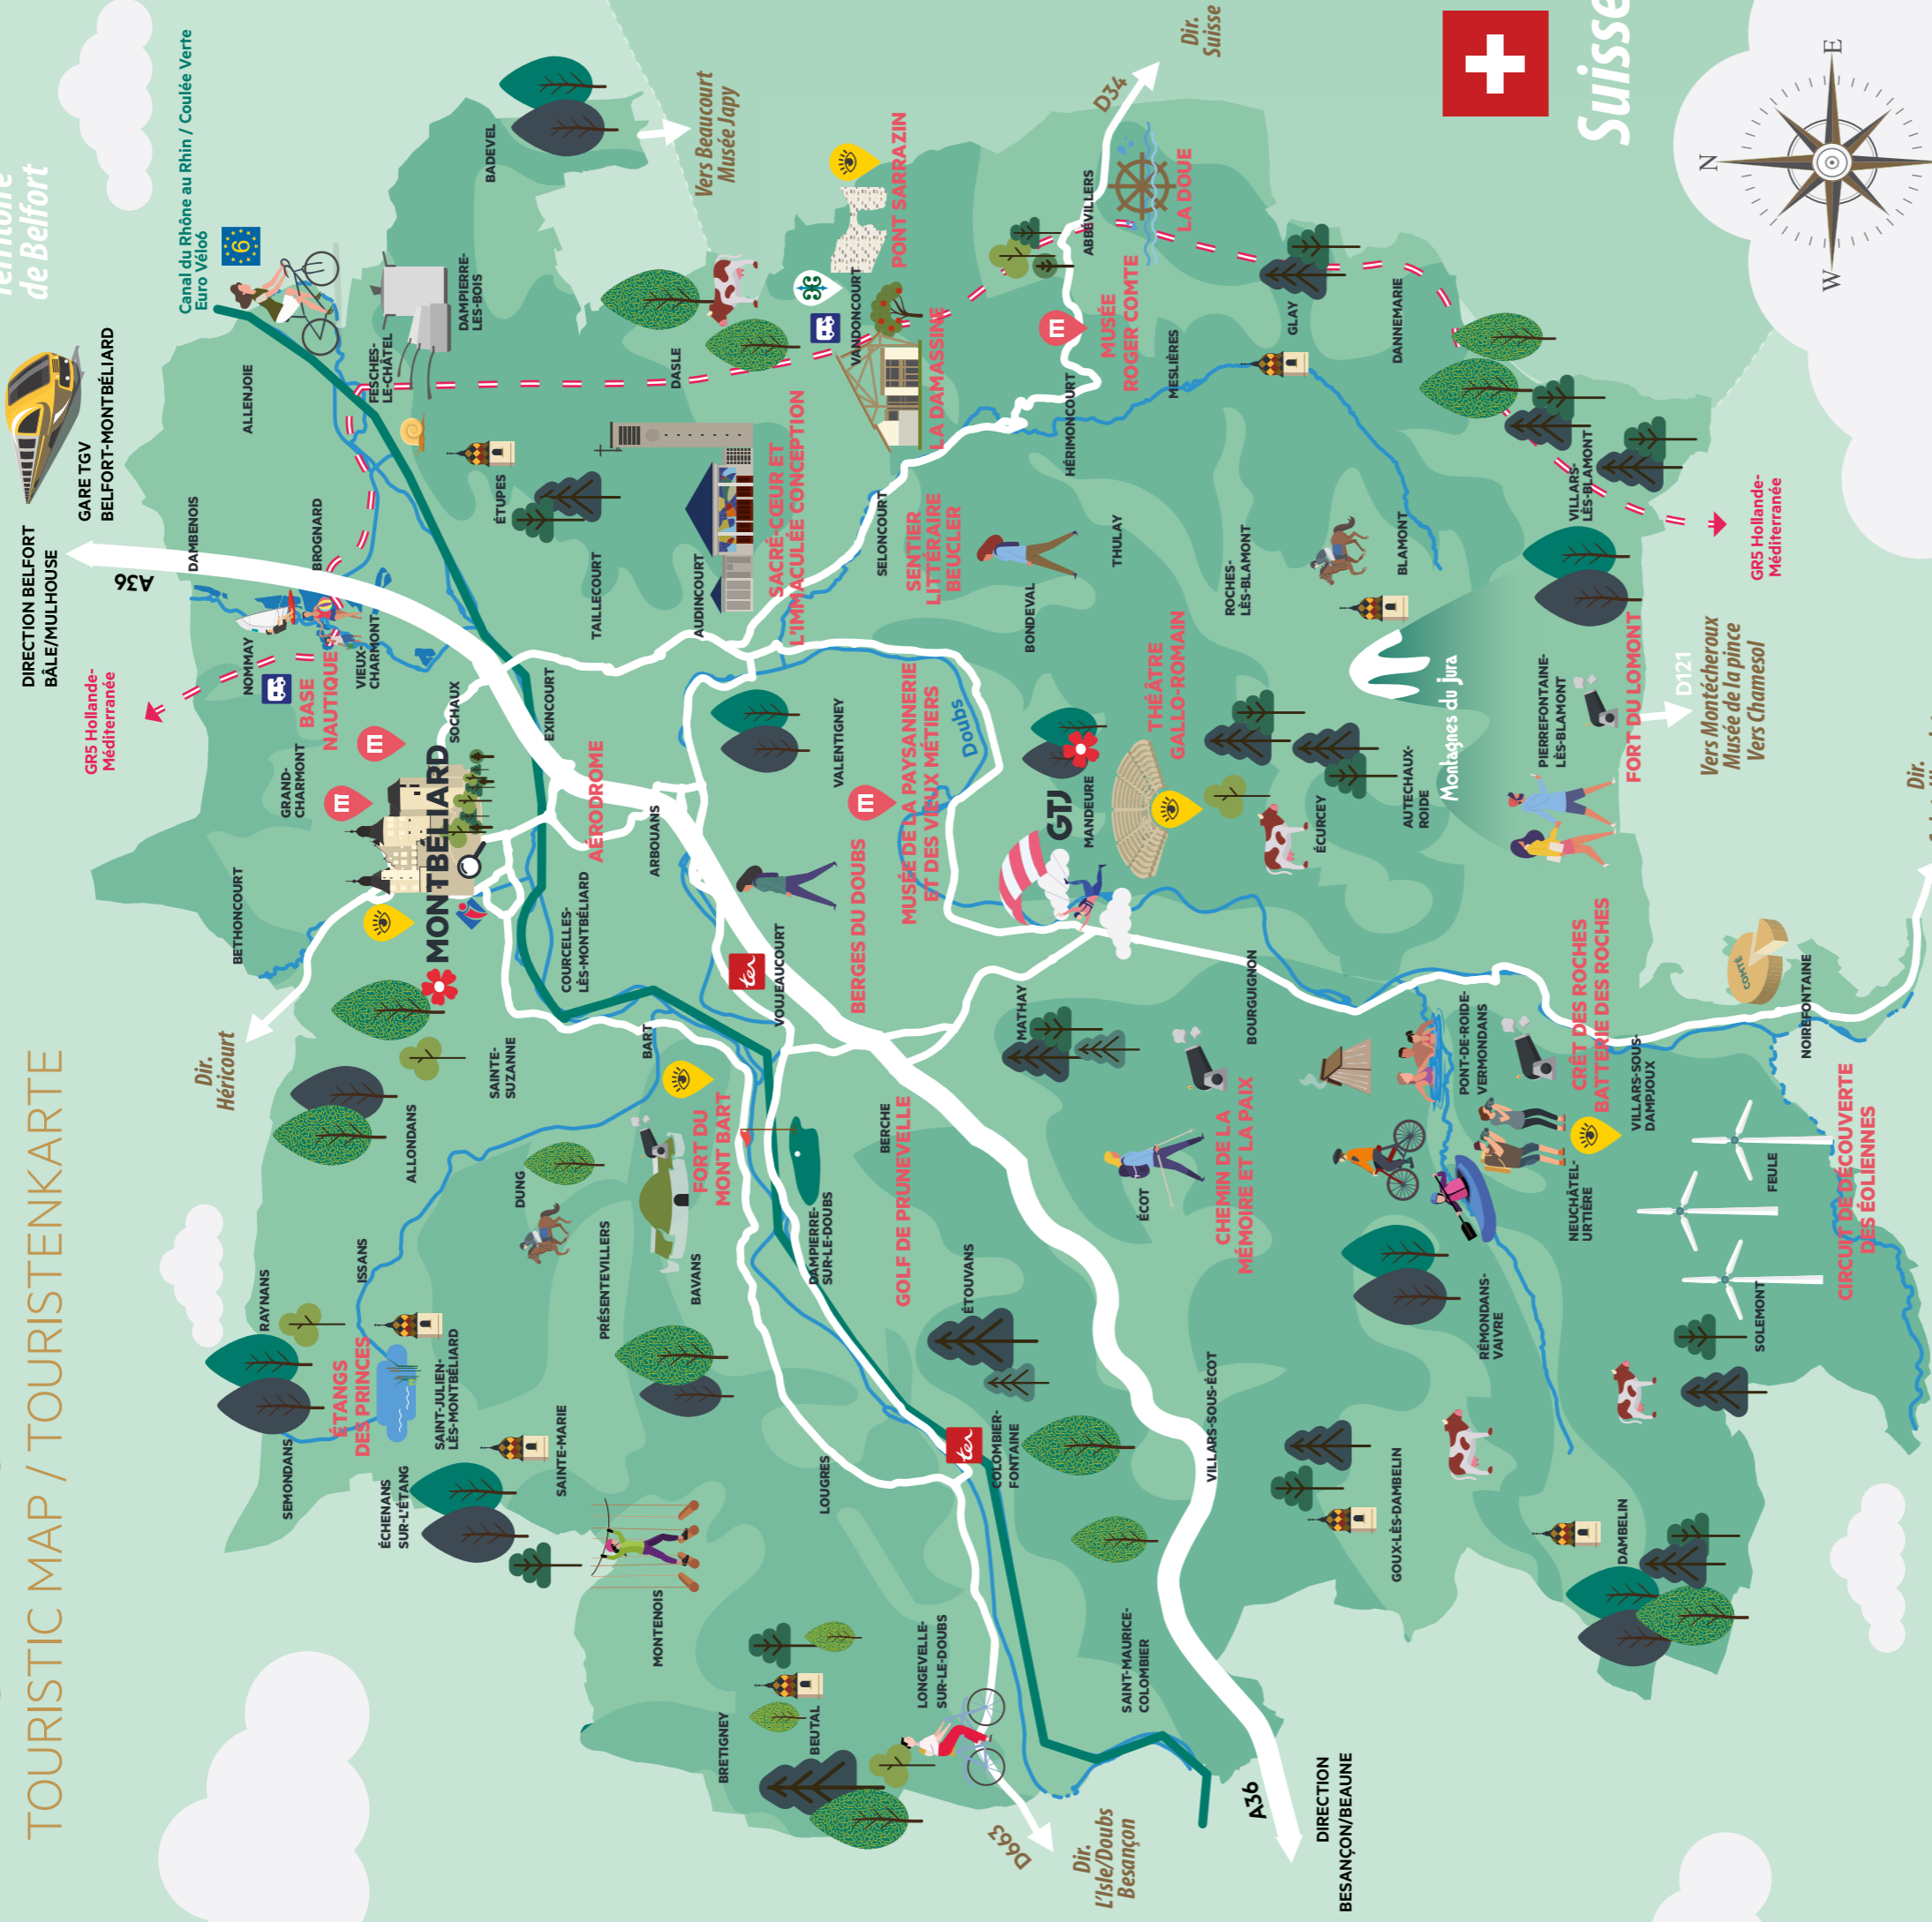 TOURISTIC MAP / TOURISTENKARTE
de Belfort
DIRECTION BELFORT
BÂLE/MULHOUSE
GARE TGV
BELFORT-MONTBÉLIARD
A36
GR5 Hollande-
Méditerranée
Canal du Rhône au Rhin / Coulée Verte
Euro Vélo6
6
Dir.
Héricourt
DAMBENOIS
ALLENJOIE
BETHONCOURT
NOMMAY
BROGNARD
BASE
NAUTIQUE
GRAND-
CHARMONT
VIEUX-
CHARMONT
FESCHES-
LE-CHÂTEL
DAMPIERRE-
LES-BOIS
BADEVEL
m
m
MONTBÉLIARD
SOCHAUX
ÉTUPES
EXINCOURT
RAYNANS
ISSANS
SEMONDANS
ÉTANGS
DES PRINCES
SAINT-JULIEN-
LÈS-MONTBÉLIARD
ÉCHENANS
SUR-L'ÉTANG
ALLONDANS
SAINTE-
SUZANNE
DUNG
SAINTE-MARIE
PRÉSENTEVILLERS
COURCELLES-
LÈS-MONTBÉLIARD
AÉRODROME
TAILLECOURT
ARBOUANS
BART
MONTENOIS
BAVANS
FORT DU
MONT BART
AUDINCOURT
DASLE
Vers Beaucourt
Musée Japy
BRETIGNEY
BEUTAL
LOUGRES
DAMPIERRE-
SUR-LE-DOUBS
ter
VOUJEAUCOURT
SACRÉ-CŒUR ET
L'IMMACULÉE CONCEPTION
VALENTIGNEY
VANDONCOURT
PONT SARRAZIN
LA DAMASSINE
BERGES DU DOUBS
m
MUSÉE DE LA PAYSANNERIE
ET DES VIEUX MÉTIERS
SELONCOURT
SENTIER
LITTÉRAIRE
BEUCLER
BERCHE
GOLF DE PRUNEVELLE
LONGEVELLE-
SUR-LE-DOUBS
ÉTOUVANS
ter
COLOMBIER-
FONTAINE
Doubs
MATHAY
GTJ
MANDEURE
BONDEVAL
HÉRIMONCOURT
m
MUSÉE
ROGER COMTE
ABBÉVILLERS
D34
Dir.
Suisse
LA DOUE
D663
Dir.
L'Isle/Doubs
Besançon
SAINT-MAURICE-
COLOMBIER
ÉCOT
THULAY
MESLIÈRES
THÉÂTRE
GALLO-ROMAIN
VILLARS-SOUS-ÉCOT
CHEMIN DE LA
MÉMOIRE ET LA PAIX
BOURGUIGNON
ROCHES-
LÈS-BLAMONT
GLAY
A36
DIRECTION
BESANÇON/BEAUNE
ÉCURCEY
GOUX-LÈS-DAMBELIN
AUTECHAUX-
ROIDE
BLAMONT
DANNEMARIE
Montagnes du jura
RÉMONDANS-
VAIVRE
PONT-DE-ROIDE-
VERMONDANS
PIERREFONTAINE-
LÈS-BLAMONT
VILLARS-
LÈS-BLAMONT
NEUCHÂTEL-
URTIÈRE
CRÊT DES ROCHES
BATTERIE DES ROCHES
FORT DU LOMONT
Suisse
DAMBELIN
VILLARS-SOUS-
DAMPJOUX
D121
Vers Montécheroux
Musée de la pince
Vers Chamesol
GR5 Hollande-
Méditerranée
COMTÉ
SOLEMONT
FEULE
NOIREFONTAINE
CIRCUIT DÉCOUVERTE
DES ÉOLIENNES
N
W
E
Dir.